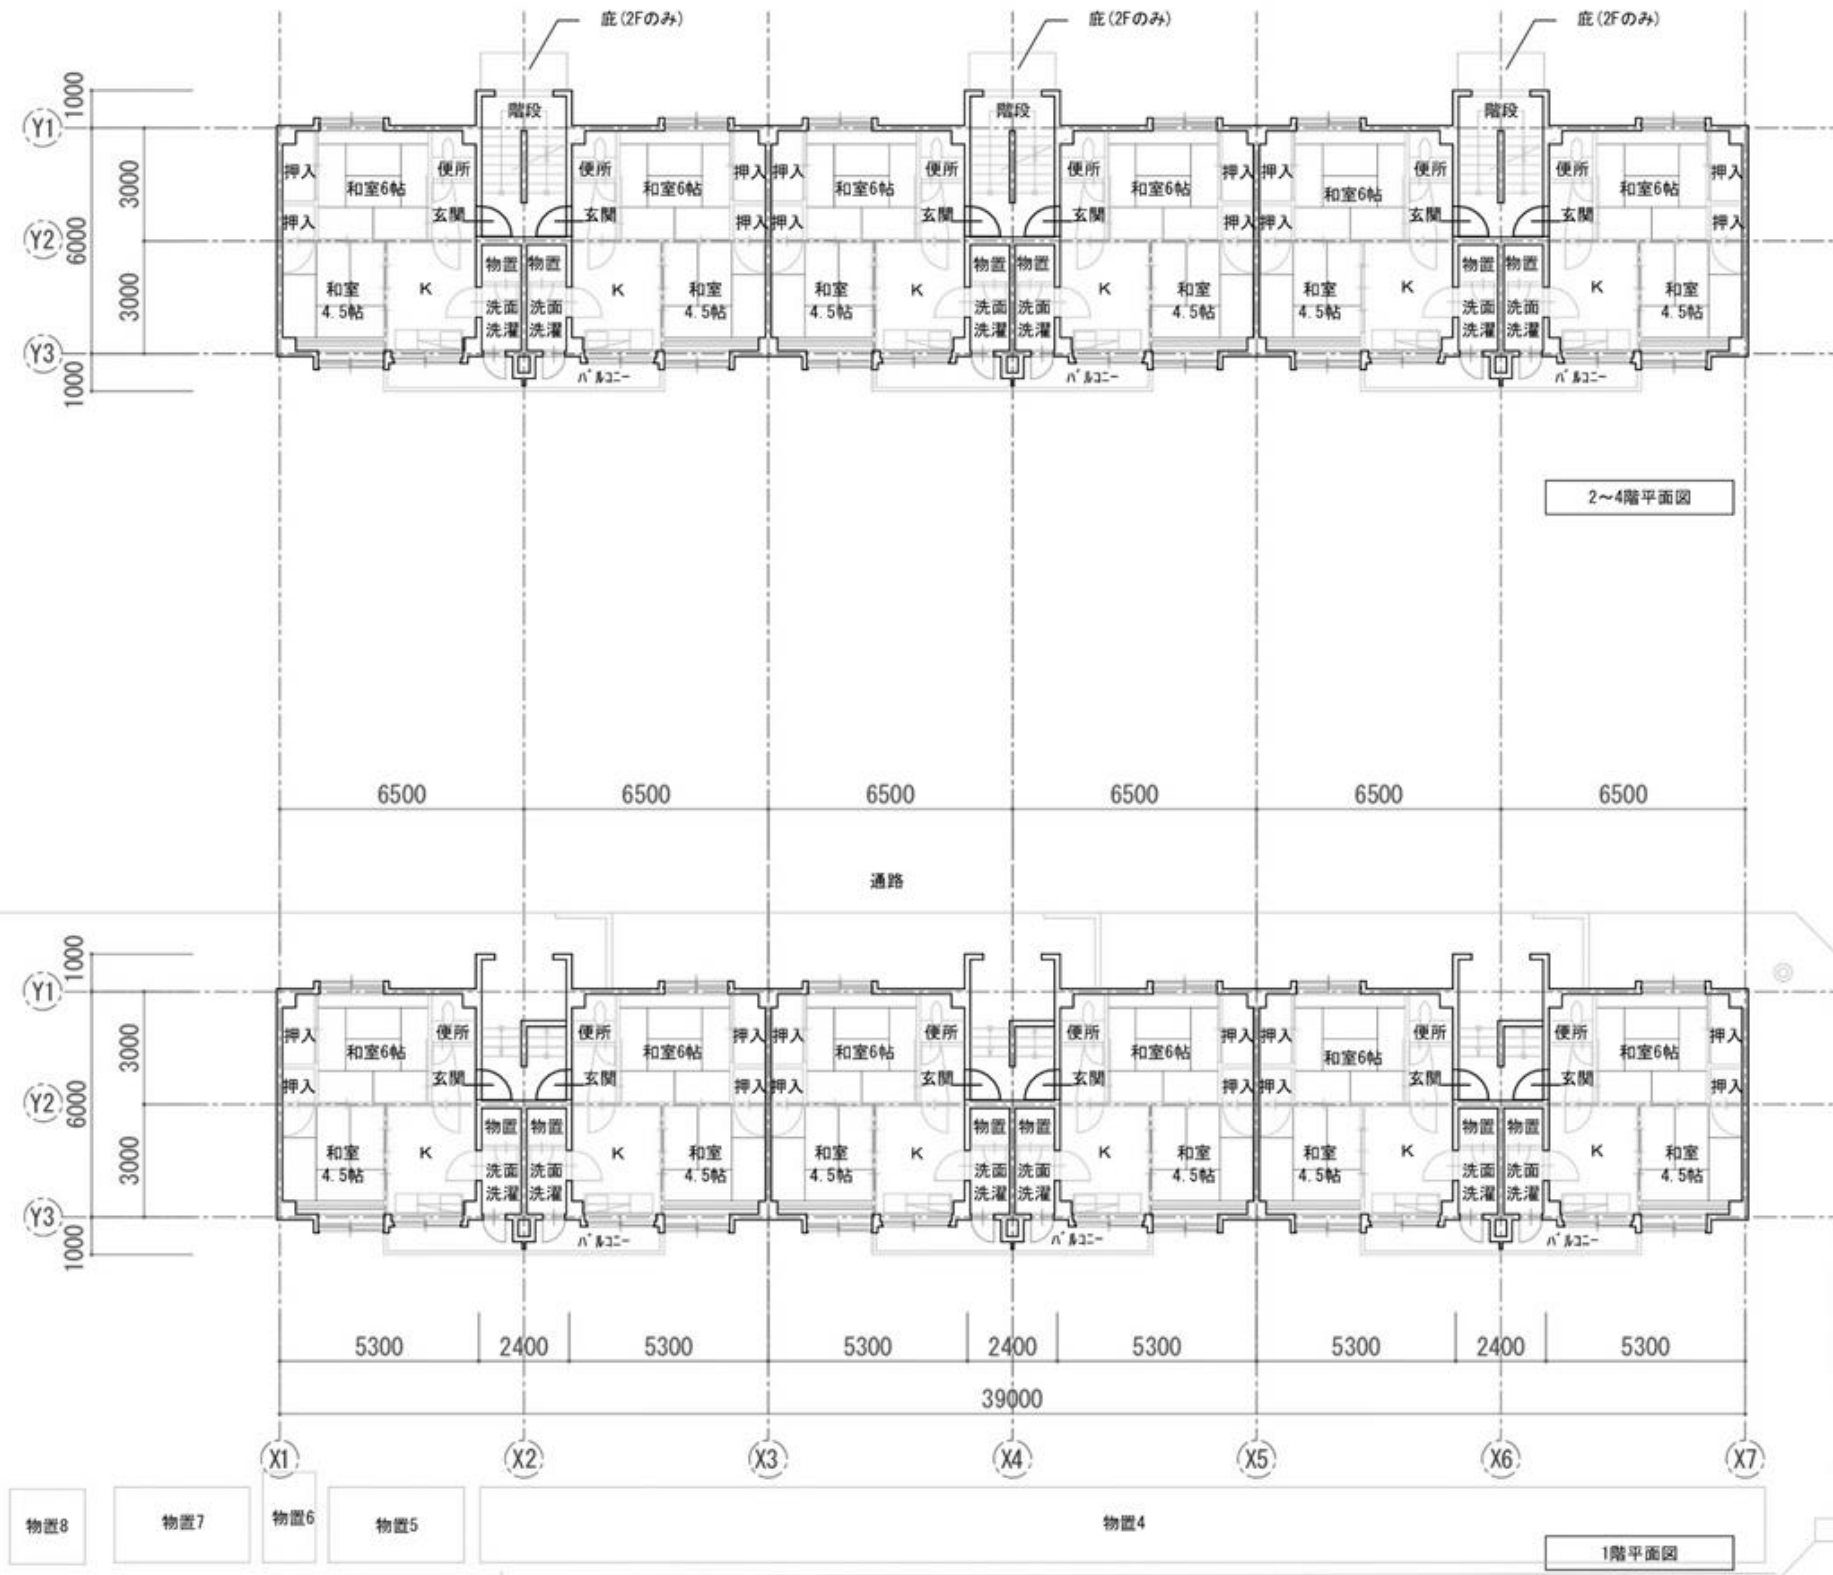 庇(2Fのみ) 庇(2Fのみ) 庇(2Fのみ)
1000
階段 階段 階段
Y1
押入 和室6帖 便所 便所 和室6帖 押入 押入 和室6帖 便所 便所 和室6帖 押入 押入 和室6帖 便所 便所 和室6帖 押入
3000
押入 玄関 玄関 押入 押入 玄関 玄関 押入 押入 玄関 玄関 押入
Y2
6000
物置 物置 物置 物置 物置 物置
和室 K K 和室 和室 K K 和室 和室 K K 和室
4.5帖 4.5帖 4.5帖 4.5帖 4.5帖 4.5帖
3000
洗面 洗面 洗面 洗面 洗面 洗面
洗濯 洗濯 洗濯 洗濯 洗濯 洗濯
Y3
バルコニー バルコニー バルコニー
1000
2～4階平面図
6500 6500 6500 6500 6500 6500
通路
1000
Y1
押入 和室6帖 便所 便所 和室6帖 押入 押入 和室6帖 便所 便所 和室6帖 押入 押入 和室6帖 便所 便所 和室6帖 押入
3000
押入 玄関 玄関 押入 押入 玄関 玄関 押入 押入 玄関 玄関 押入
Y2
6000
物置 物置 物置 物置 物置 物置
和室 K K 和室 和室 K K 和室 和室 K K 和室
4.5帖 4.5帖 4.5帖 4.5帖 4.5帖 4.5帖
3000
洗面 洗面 洗面 洗面 洗面 洗面
洗濯 洗濯 洗濯 洗濯 洗濯 洗濯
Y3
バルコニー バルコニー バルコニー
1000
5300 2400 5300 5300 2400 5300 5300 2400 5300
39000
X1 X2 X3 X4 X5 X6 X7
物置8 物置7 物置6 物置5 物置4
1階平面図